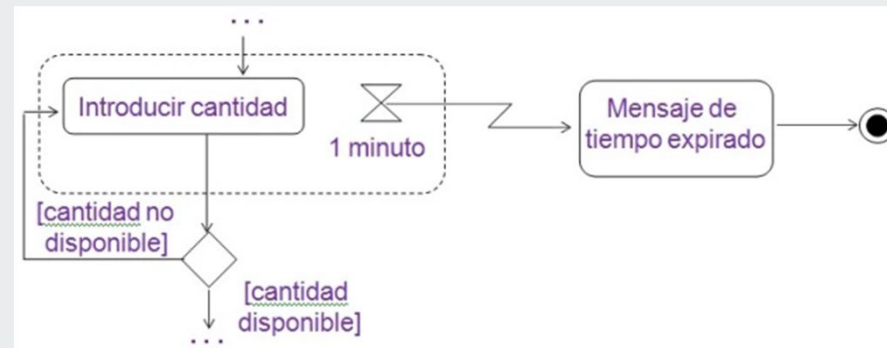 ...
Introducir cantidad
1 minuto
Mensaje de
tiempo expirado
[cantidad no
disponible]
[cantidad
disponible]
...